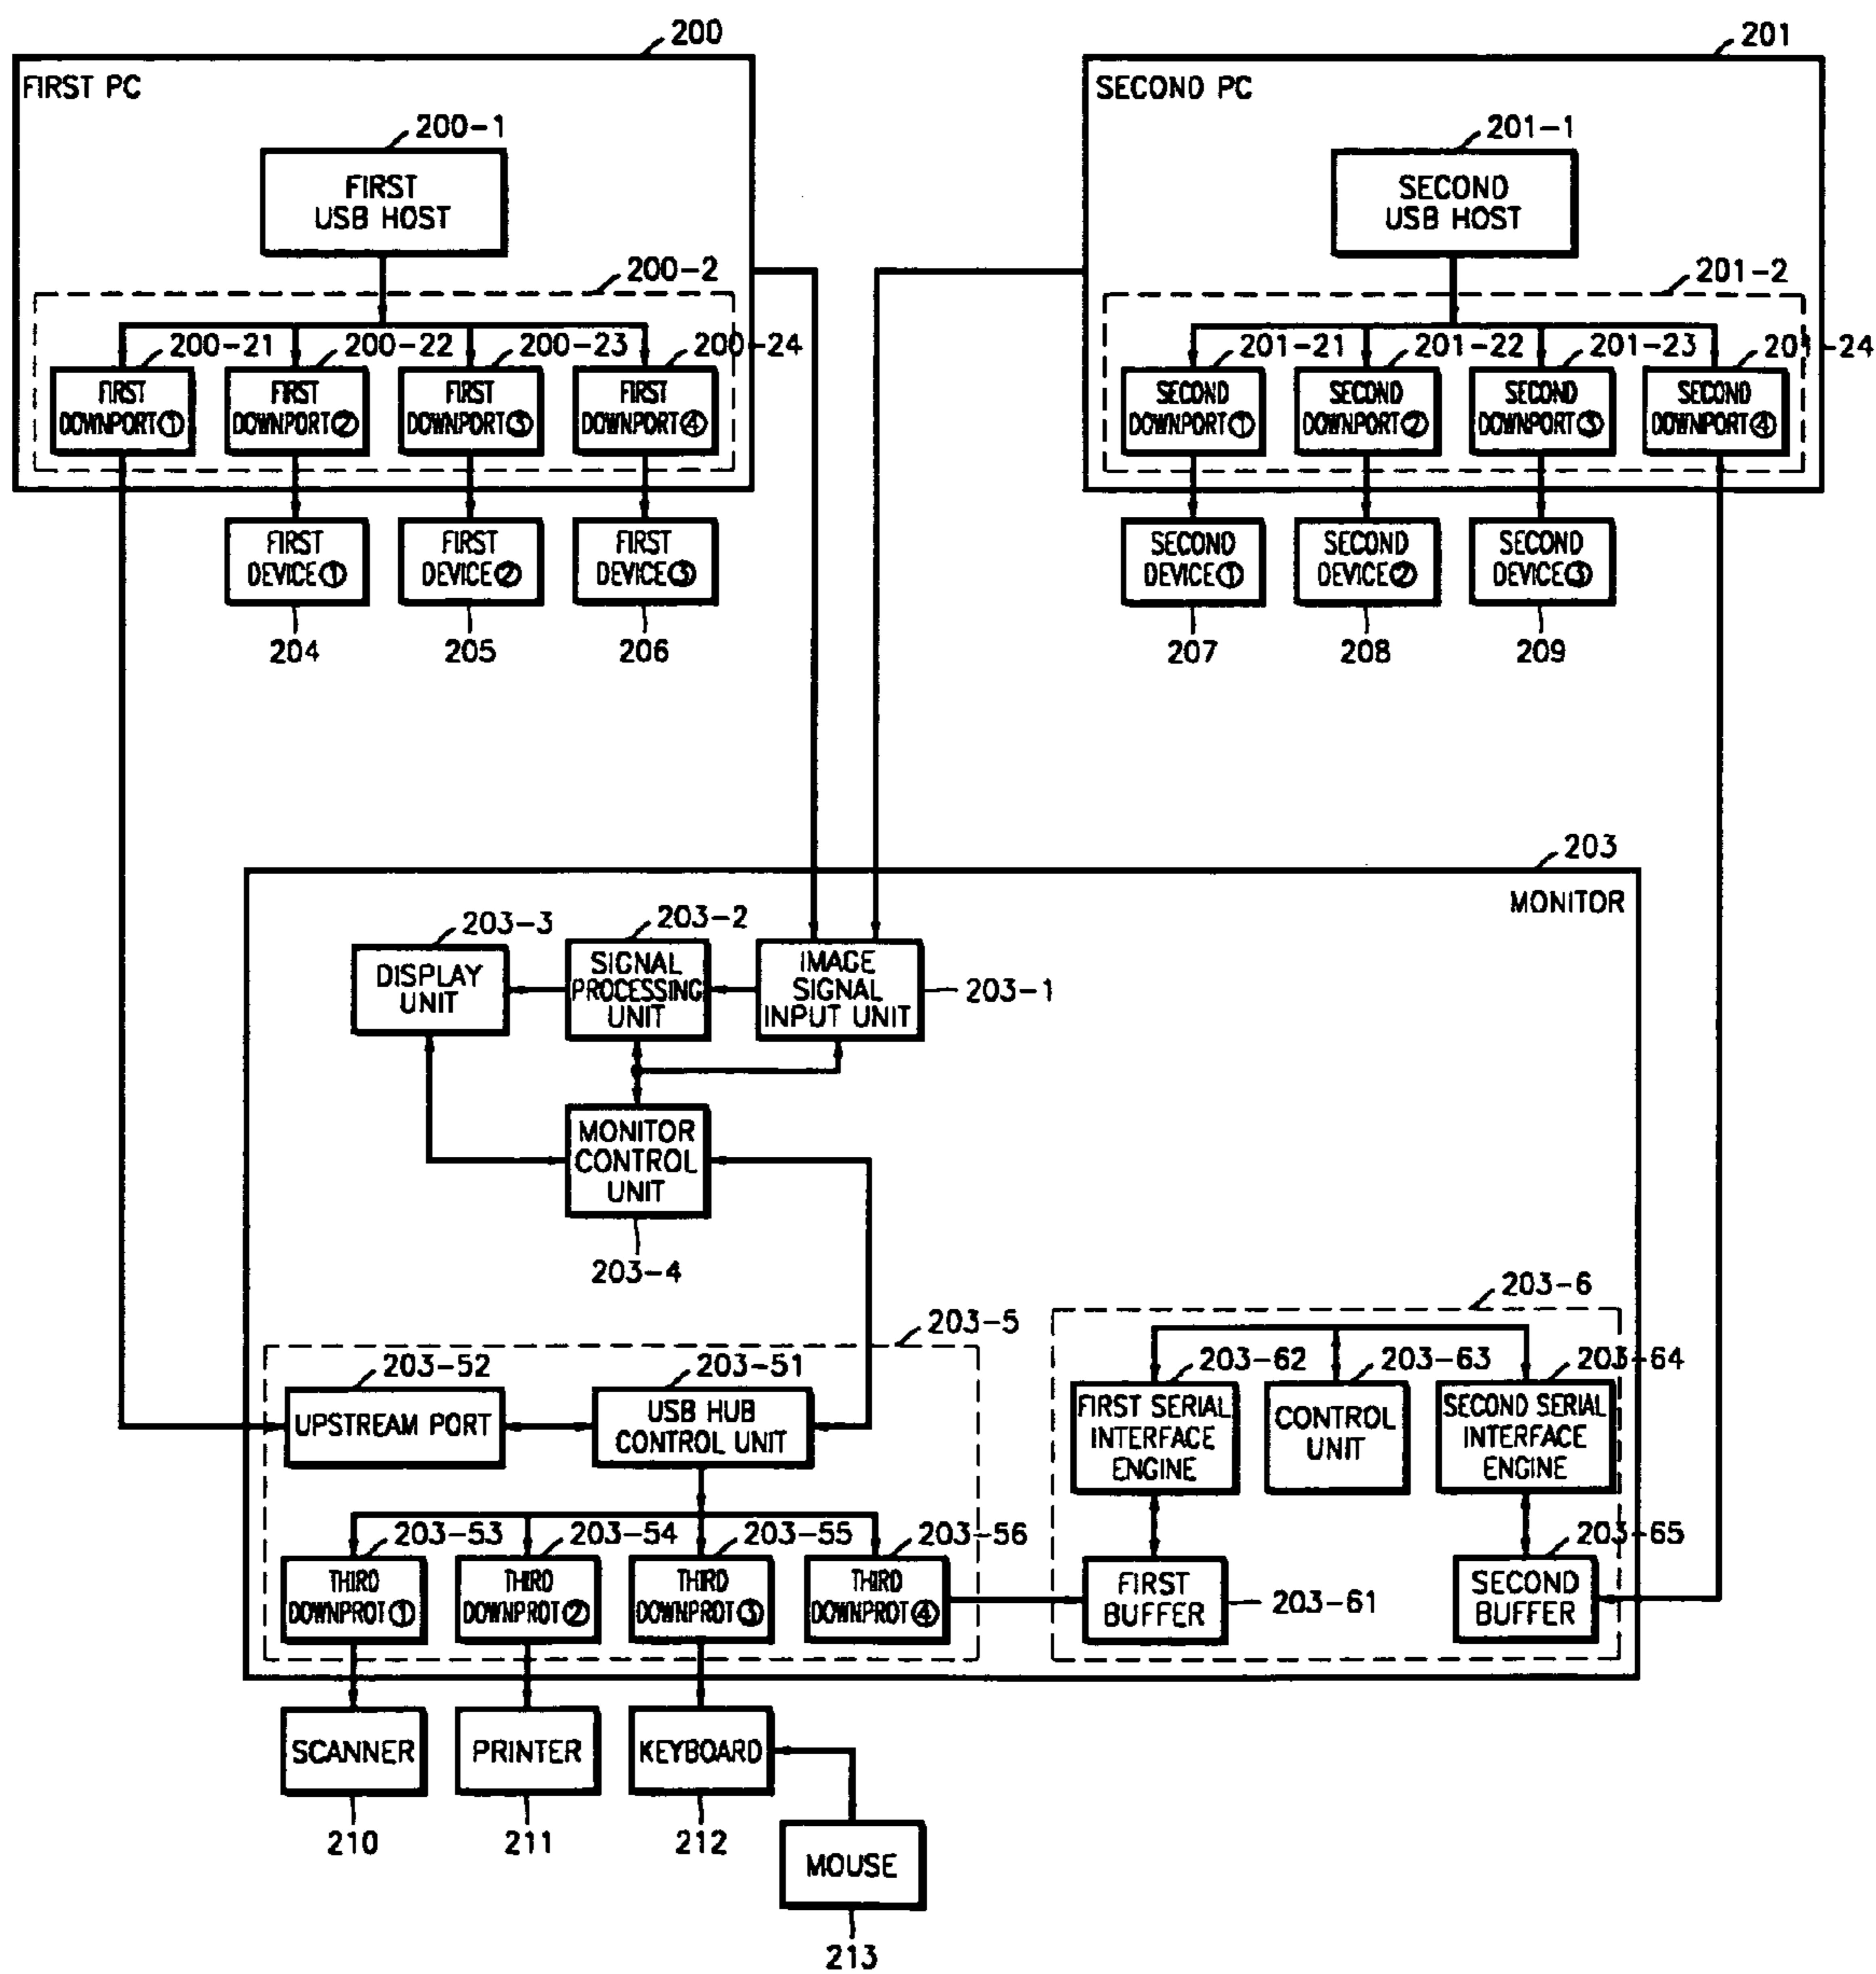 200
201
FIRST PC
SECOND PC
200-1
201-1
FIRST
USB HOST
SECOND
USB HOST
200-2
201-2
200-21
200-22
200-23
200-24
201-21
201-22
201-23
201-24
FIRST
DOWNPORT①
FIRST
DOWNPORT②
FIRST
DOWNPORT③
FIRST
DOWNPORT④
SECOND
DOWNPORT①
SECOND
DOWNPORT②
SECOND
DOWNPORT③
SECOND
DOWNPORT④
FIRST
DEVICE①
FIRST
DEVICE②
FIRST
DEVICE③
SECOND
DEVICE①
SECOND
DEVICE②
SECOND
DEVICE③
204
205
206
207
208
209
203
MONITOR
203-3
203-2
DISPLAY
UNIT
SIGNAL
PROCESSING
UNIT
IMAGE
SIGNAL
INPUT UNIT
203-1
MONITOR
CONTROL
UNIT
203-4
203-6
203-5
203-52
203-51
203-62
203-63
203-64
UPSTREAM PORT
USB HUB
CONTROL UNIT
FIRST SERIAL
INTERFACE
ENGINE
CONTROL
UNIT
SECOND SERIAL
INTERFACE
ENGINE
203-53
203-54
203-55
203-56
203-65
THIRD
DOWNPROT①
THIRD
DOWNPROT②
THIRD
DOWNPROT③
THIRD
DOWNPROT④
FIRST
BUFFER
203-61
SECOND
BUFFER
SCANNER
PRINTER
KEYBOARD
210
211
212
MOUSE
213